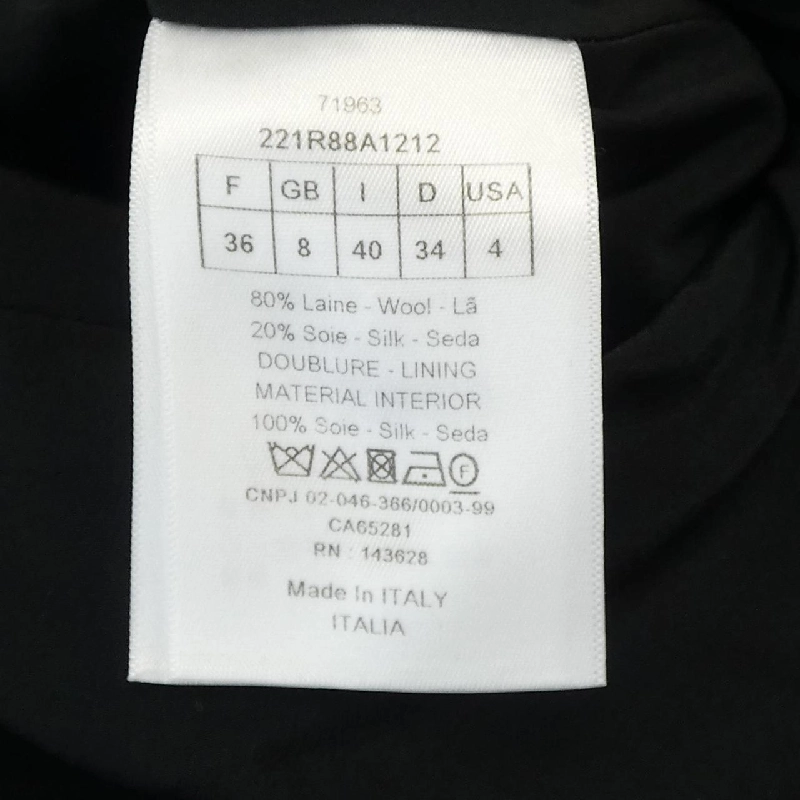 71963
221R88A1212
F GB I D USA
36 8 40 34 4
80% Laine - Wool - Lã
20% Soie - Silk - Seda
DOUBLURE - LINING
MATERIAL INTERIOR
100% Soie - Silk - Seda
F
CNPJ 02-046-366/0003-99
CA65281
RN : 143628
Made In ITALY
ITALIA